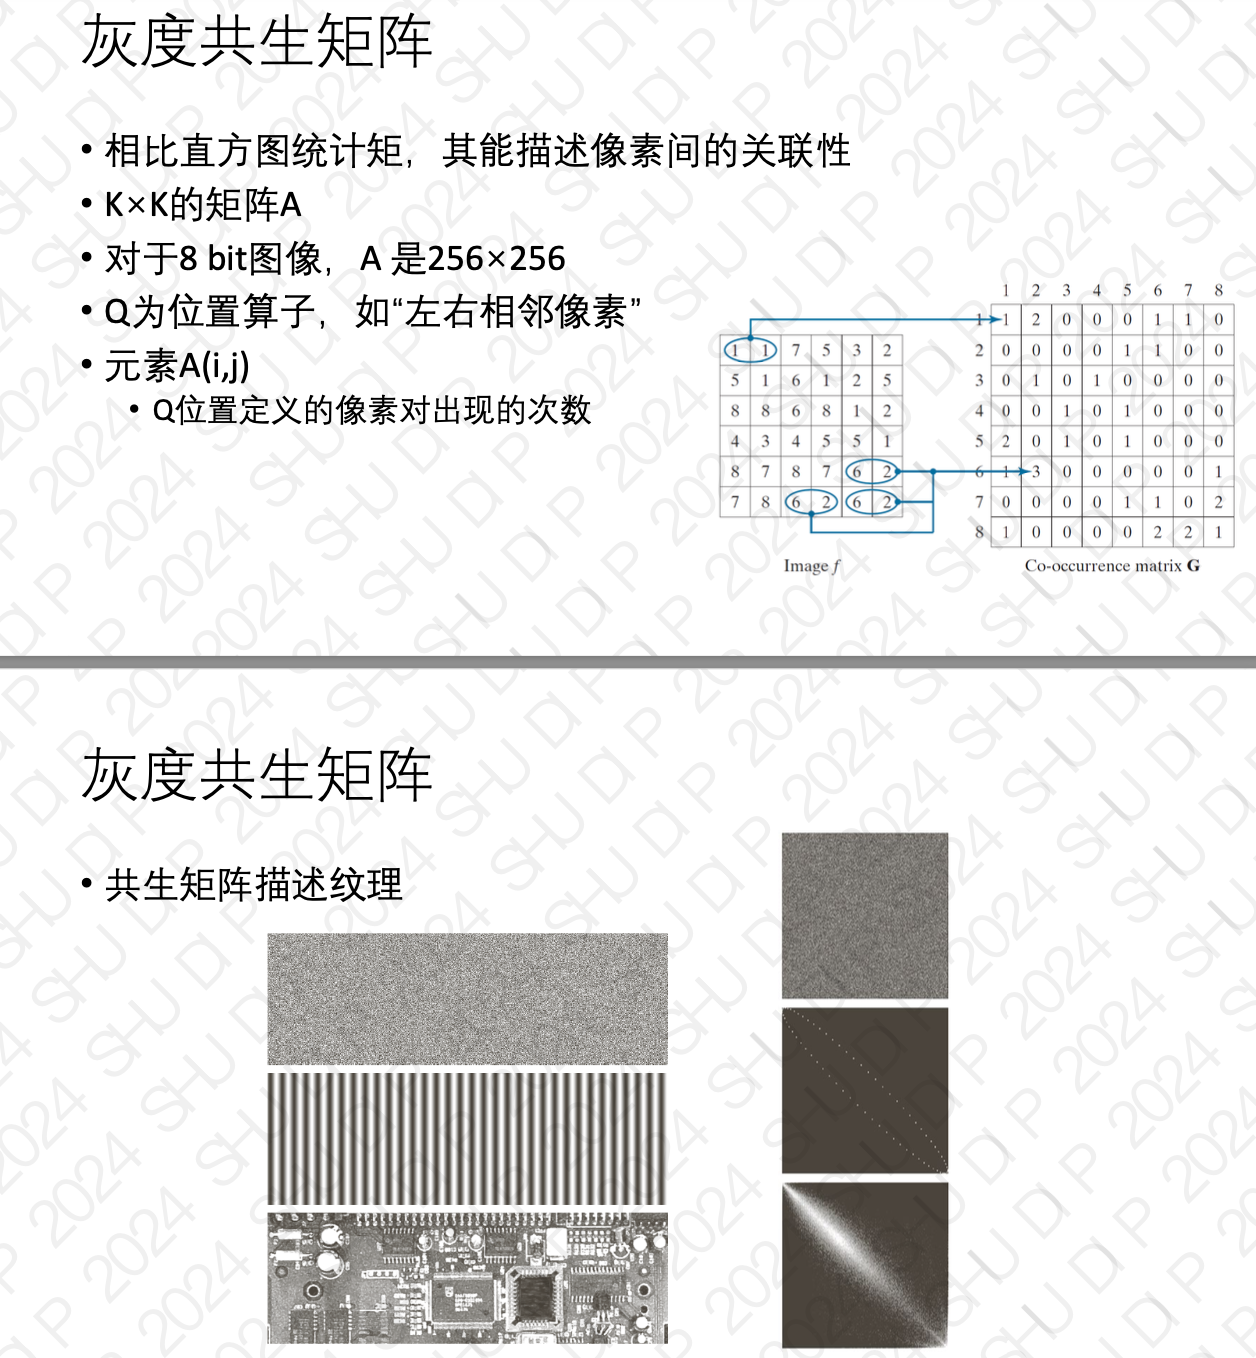 灰度共生矩阵
• 相比直方图统计矩，其能描述像素间的关联性
• K×K的矩阵A
• 对于8 bit图像，A 是256×256
• Q为位置算子，如“左右相邻像素”
• 元素A(i,j)
• Q位置定义的像素对出现的次数
1 1 7 5 3 2
5 1 6 1 2 5
8 8 6 8 1 2
4 3 4 5 5 1
8 7 8 7 6 2
7 8 6 2 6 2
Image f
1 2 3 4 5 6 7 8
1 1 2 0 0 0 1 1 0
2 0 0 0 0 1 1 0 0
3 0 1 0 1 0 0 0 0
4 0 0 1 0 1 0 0 0
5 2 0 1 0 1 0 0 0
6 1 3 0 0 0 0 0 1
7 0 0 0 0 1 1 0 2
8 1 0 0 0 0 2 2 1
Co-occurrence matrix G
灰度共生矩阵
• 共生矩阵描述纹理
SHU DIP 2024